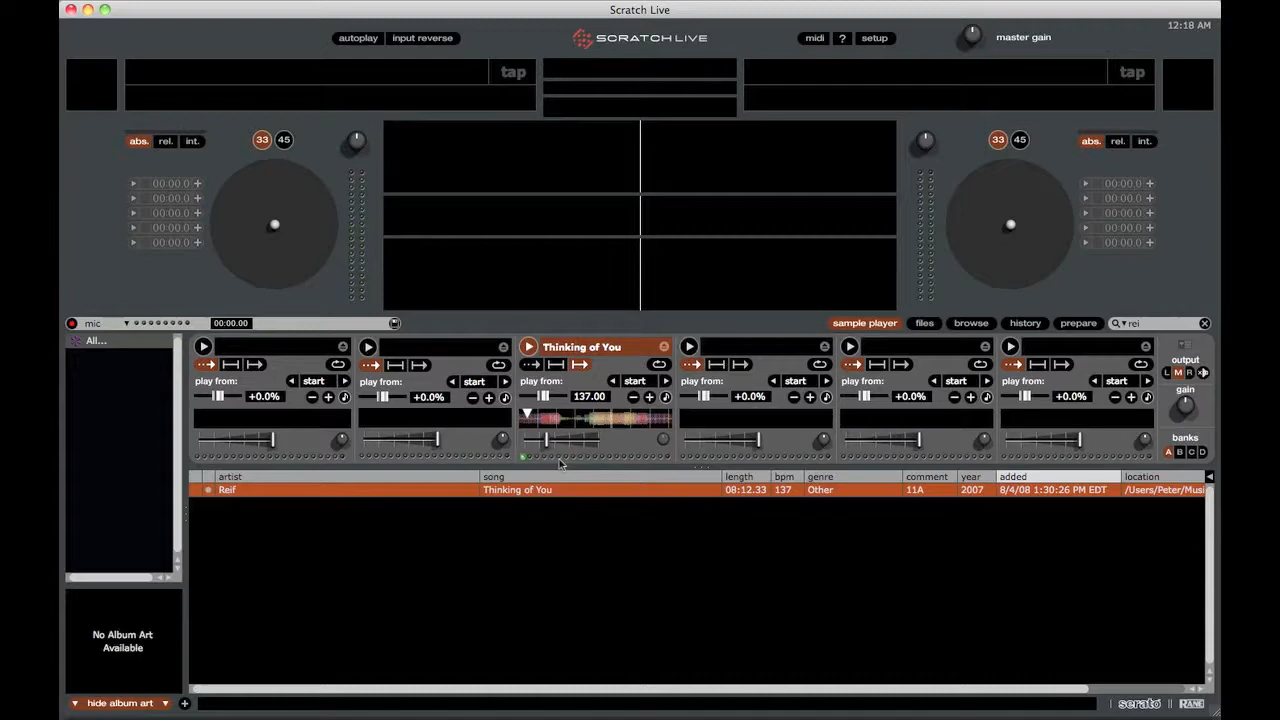 Scratch Live
12:18 AM
autoplay input reverse SCRATCHLIVE midi ? setup master gain
tap tap
abs. rel. int. 33 45 33 45 abs. rel. int.
00:00.0 00:00.0
00:00.0 00:00.0
00:00.0 00:00.0
00:00.0 00:00.0
00:00.0 00:00.0
mic 00:00.00 sample player files browse history prepare rei
All... Thinking of You
output
L M R
play from: start play from: start play from: start play from: start play from: start play from: start
gain
+0.0% +0.0% 137.00 +0.0% +0.0% +0.0%
banks
A B C D
artist song length bpm genre comment year added location
Reif Thinking of You 08:12.33 137 Other 11A 2007 8/4/08 1:30:26 PM EDT /Users/Peter/Musi
No Album Art
Available
hide album art serato RANE